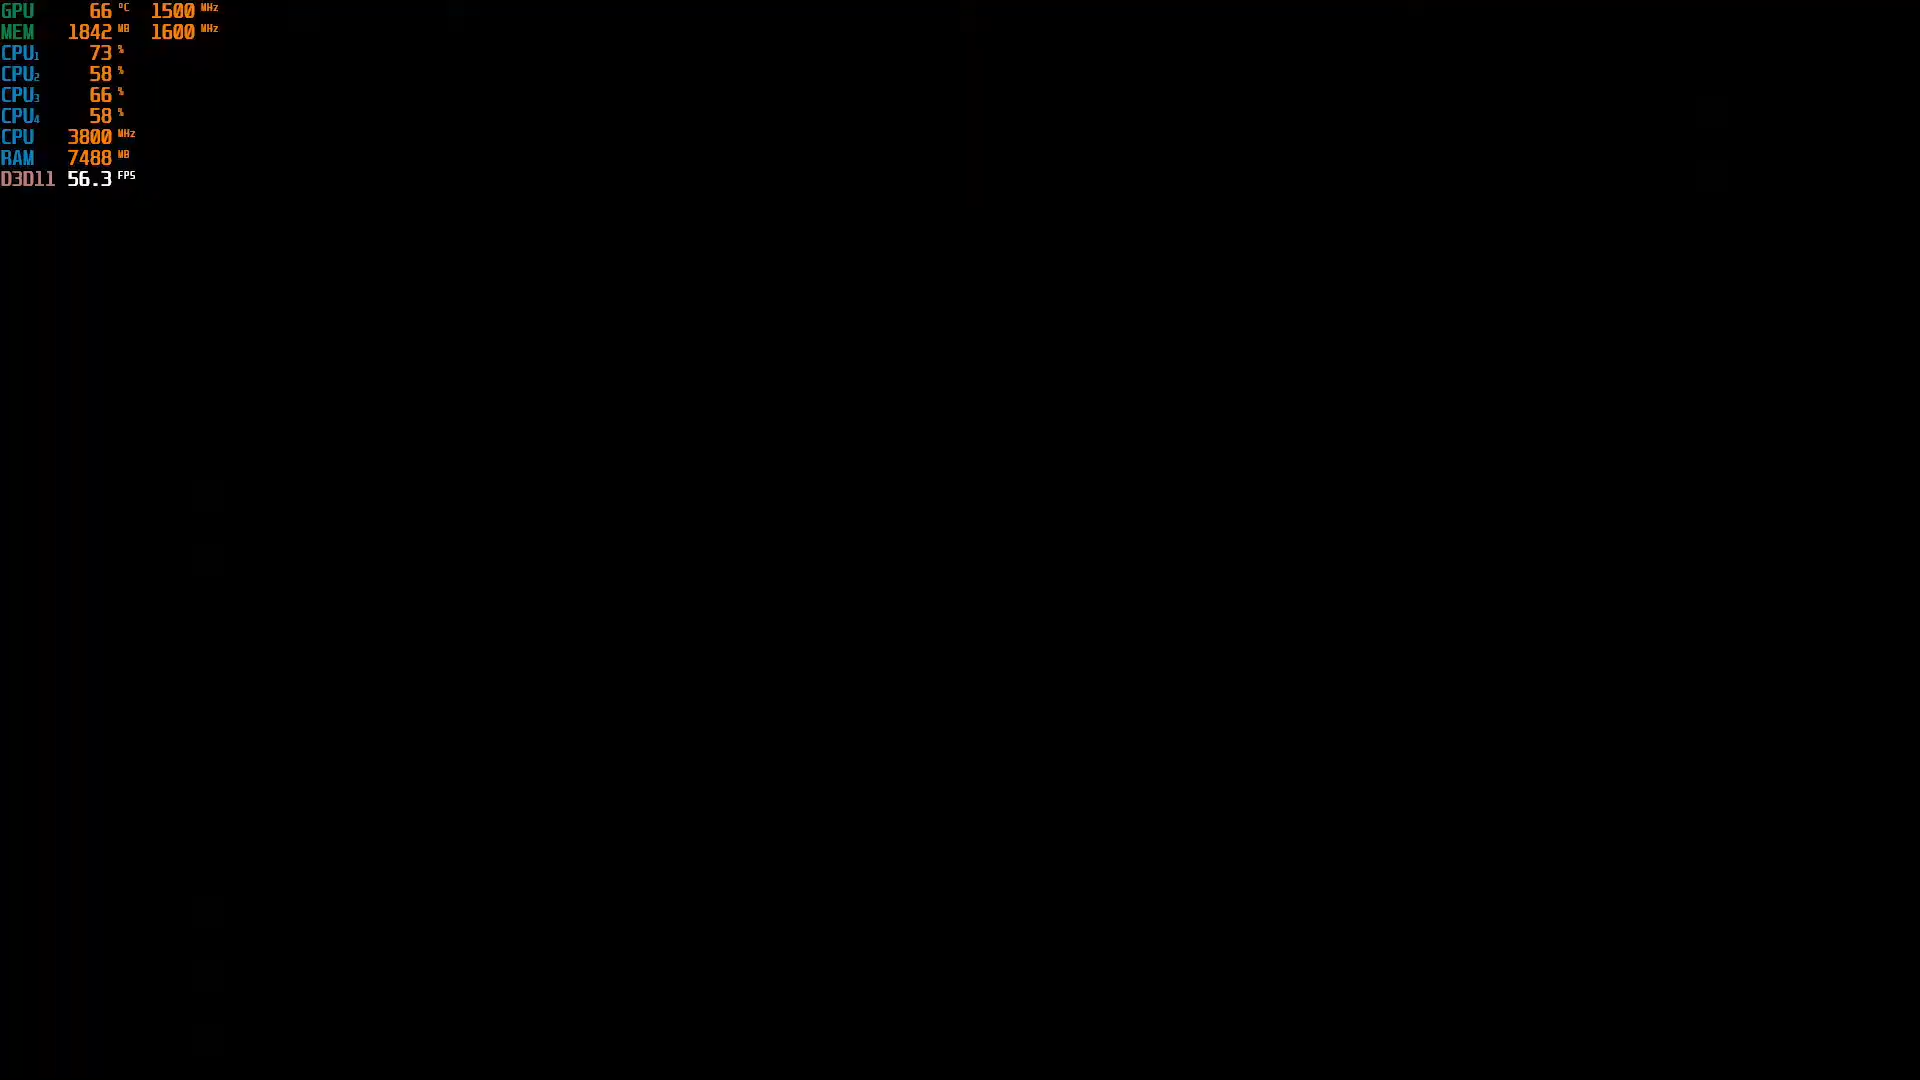 GPU 66 °C 1500 MHz
MEM 1842 MB 1600 MHz
CPU1 73 %
CPU2 58 %
CPU3 66 %
CPU4 58 %
CPU 3800 MHz
RAM 7488 MB
D3D11 56.3 FPS